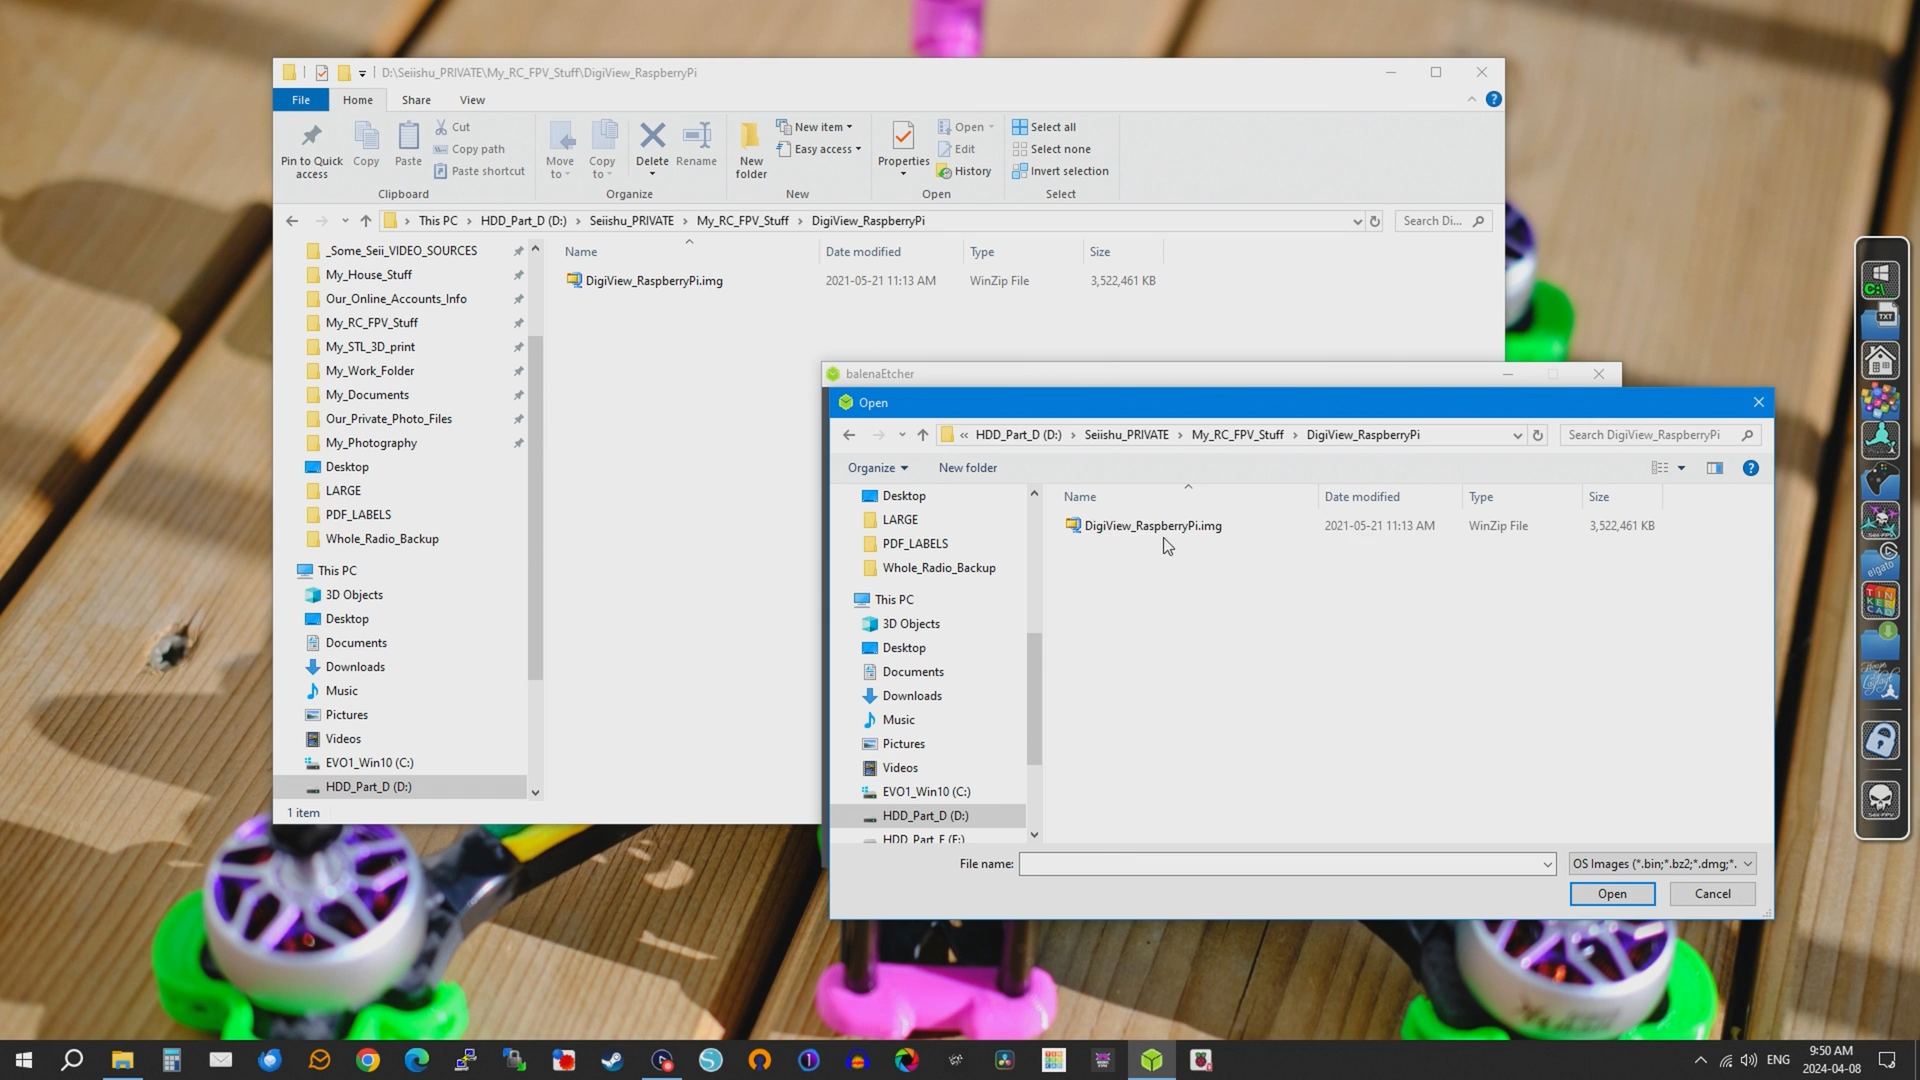 D:\Seiishu_PRIVATE\My_RC_FPV_Stuff\DigiView_RaspberryPi
File Home Share View
Pin to Quick access
Copy
Paste
Cut
Copy path
Paste shortcut
Clipboard
Move to
Copy to
Delete
Rename
Organize
New folder
New item
Easy access
New
Properties
Open
Edit
History
Open
Select all
Select none
Invert selection
Select
This PC HDD_Part_D (D:) Seiishu_PRIVATE My_RC_FPV_Stuff DigiView_RaspberryPi
Search Di...
_Some_Seii_VIDEO_SOURCES
My_House_Stuff
Our_Online_Accounts_Info
My_RC_FPV_Stuff
My_STL_3D_print
My_Work_Folder
My_Documents
Our_Private_Photo_Files
My_Photography
Desktop
LARGE
PDF_LABELS
Whole_Radio_Backup
This PC
3D Objects
Desktop
Documents
Downloads
Music
Pictures
Videos
EVO1_Win10 (C:)
HDD_Part_D (D:)
1 item
Name Date modified Type Size
DigiView_RaspberryPi.img 2021-05-21 11:13 AM WinZip File 3,522,461 KB
balenaEtcher
Open
« HDD_Part_D (D:) Seiishu_PRIVATE My_RC_FPV_Stuff DigiView_RaspberryPi
Search DigiView_RaspberryPi
Organize New folder
Desktop
LARGE
PDF_LABELS
Whole_Radio_Backup
This PC
3D Objects
Desktop
Documents
Downloads
Music
Pictures
Videos
EVO1_Win10 (C:)
HDD_Part_D (D:)
HDD_Part_E (E:)
Name Date modified Type Size
DigiView_RaspberryPi.img 2021-05-21 11:13 AM WinZip File 3,522,461 KB
File name:
OS Images (*.bin;*.bz2;*.dmg;*.
Open Cancel
C:\
TXT
elgato
TIN
KER
CAD
ENG
9:50 AM
2024-04-08